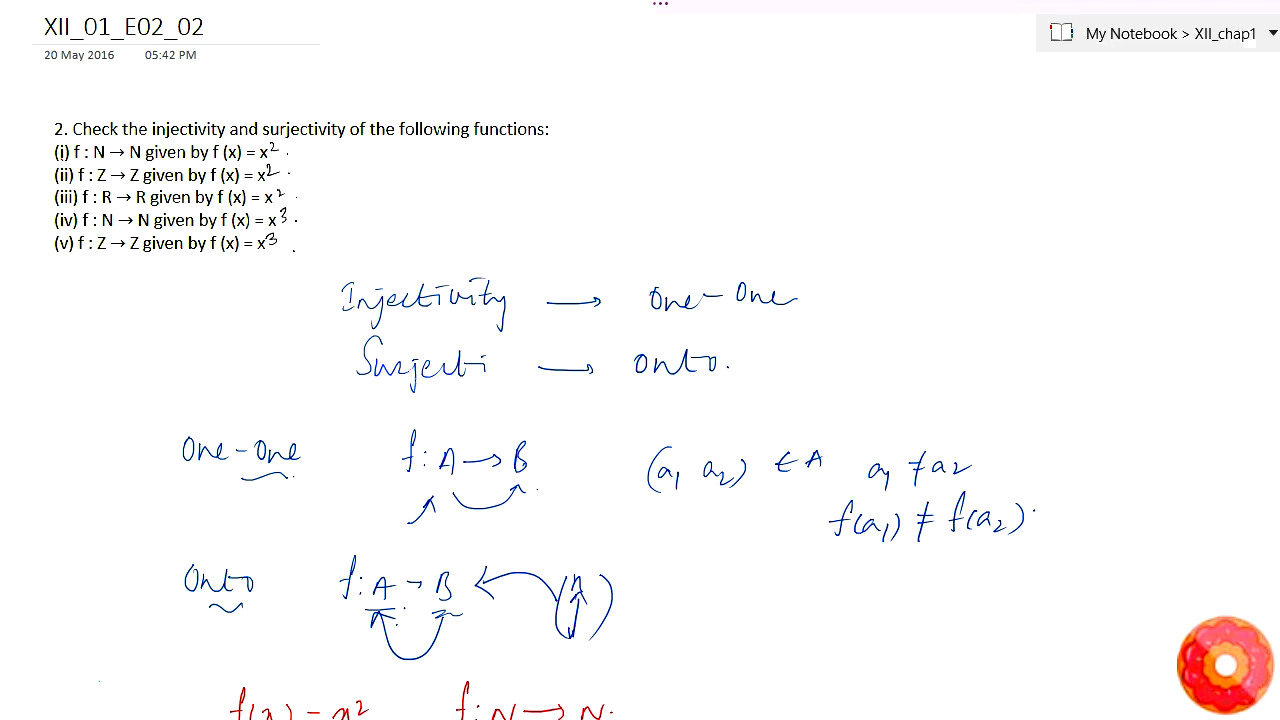 XII_01_E02_02
20 May 2016 05:42 PM
My Notebook > XII_chap1
2. Check the injectivity and surjectivity of the following functions:
(i) f : N → N given by f (x) = x²
(ii) f : Z → Z given by f (x) = x²
(iii) f : R → R given by f (x) = x²
(iv) f : N → N given by f (x) = x³
(v) f : Z → Z given by f (x) = x³
Injectivity → One-One
Surjecti → Onto.
One-One f: A → B (a₁ a₂) ∈ A a₁ ≠ a₂
f(a₁) ≠ f(a₂)
Onto f: A → B
f(x) = x² f: N → N.